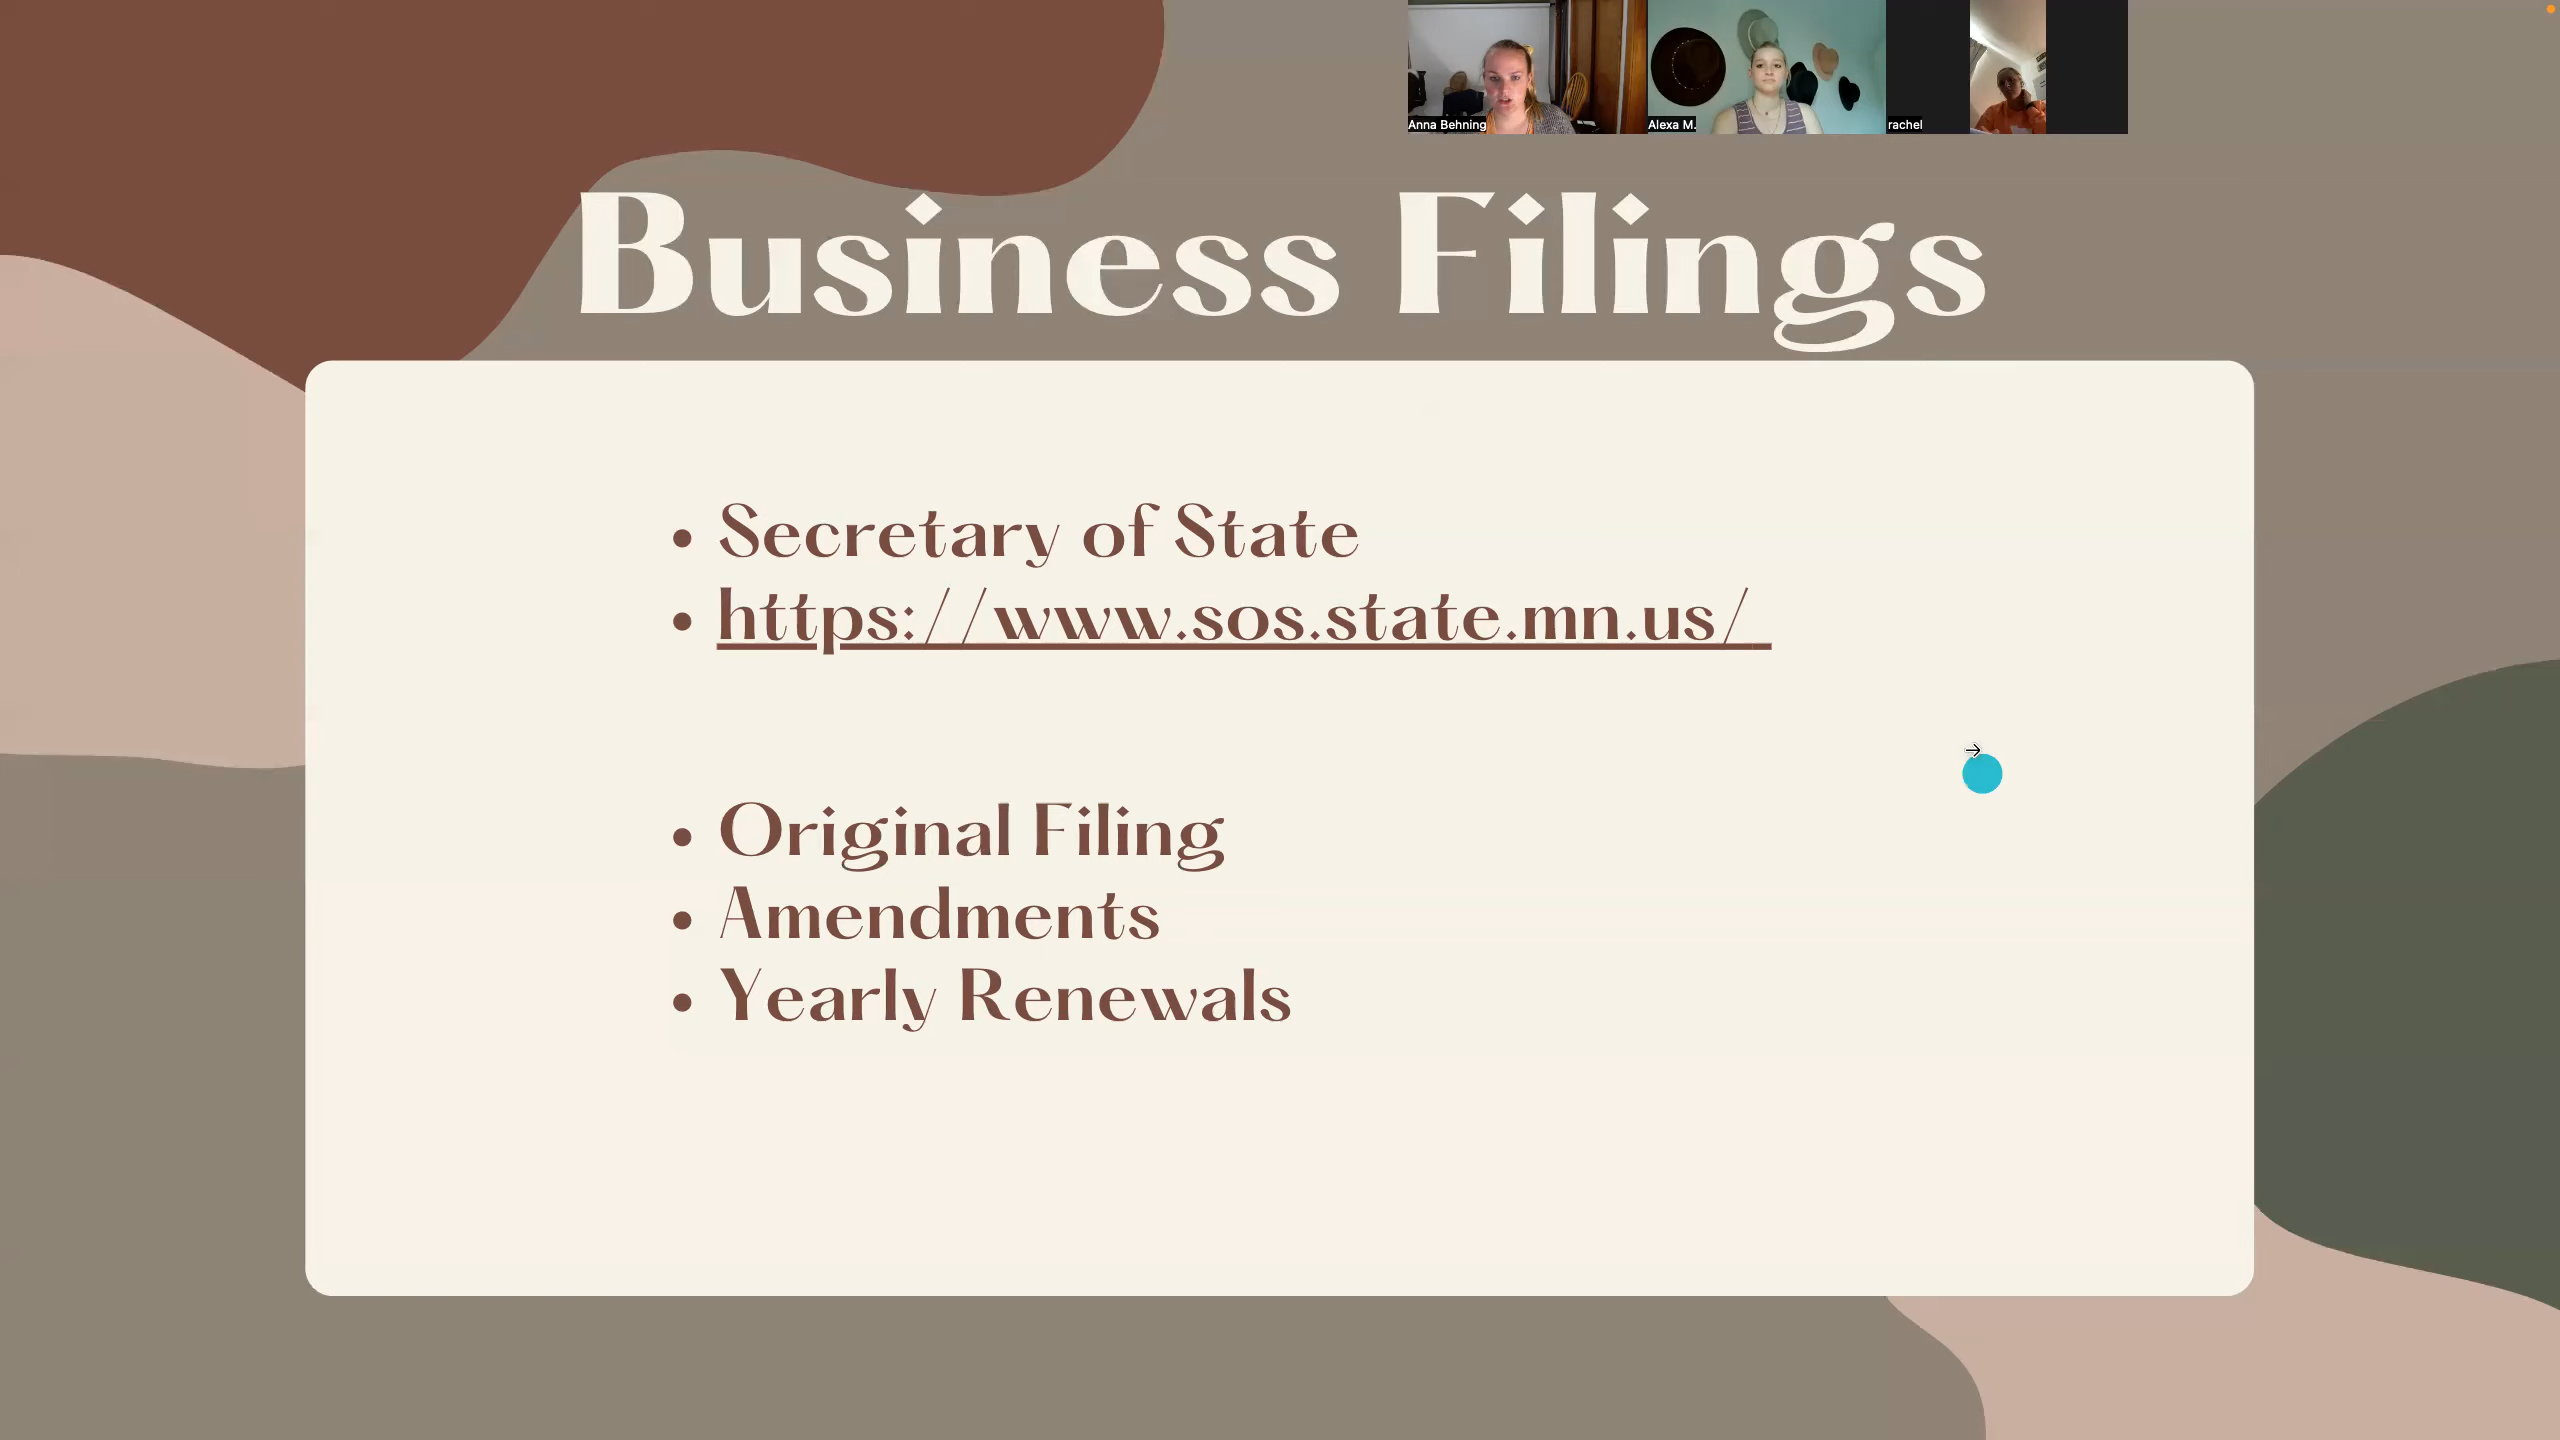 Anna Behning
Alexa M.
rachel
Business Filings
• Secretary of State
• https://www.sos.state.mn.us/
• Original Filing
• Amendments
• Yearly Renewals